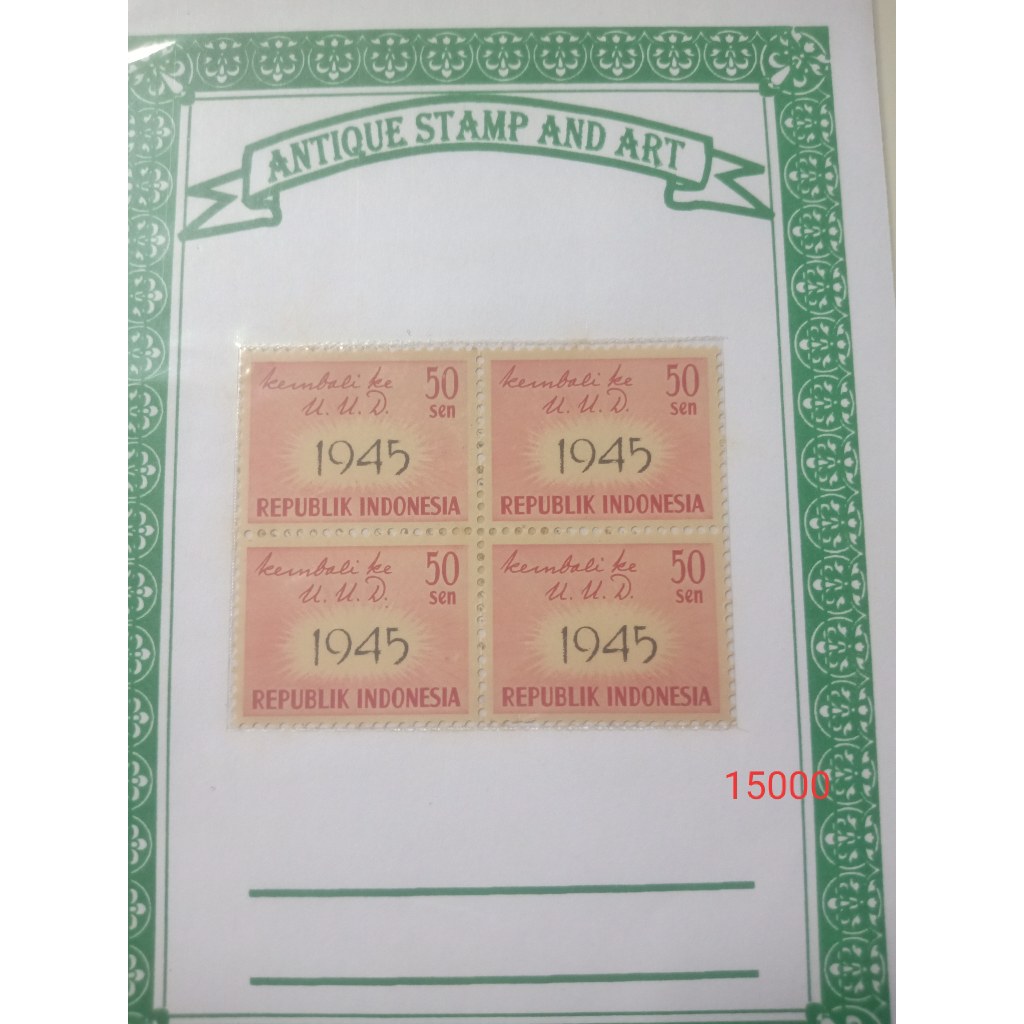 ANTIQUE STAMP AND ART
kembali ke 50
U.U.D. sen
1945
REPUBLIK INDONESIA
kembali ke 50
U.U.D. sen
1945
REPUBLIK INDONESIA
kembali ke 50
U.U.D. sen
1945
REPUBLIK INDONESIA
kembali ke 50
U.U.D. sen
1945
REPUBLIK INDONESIA
15000